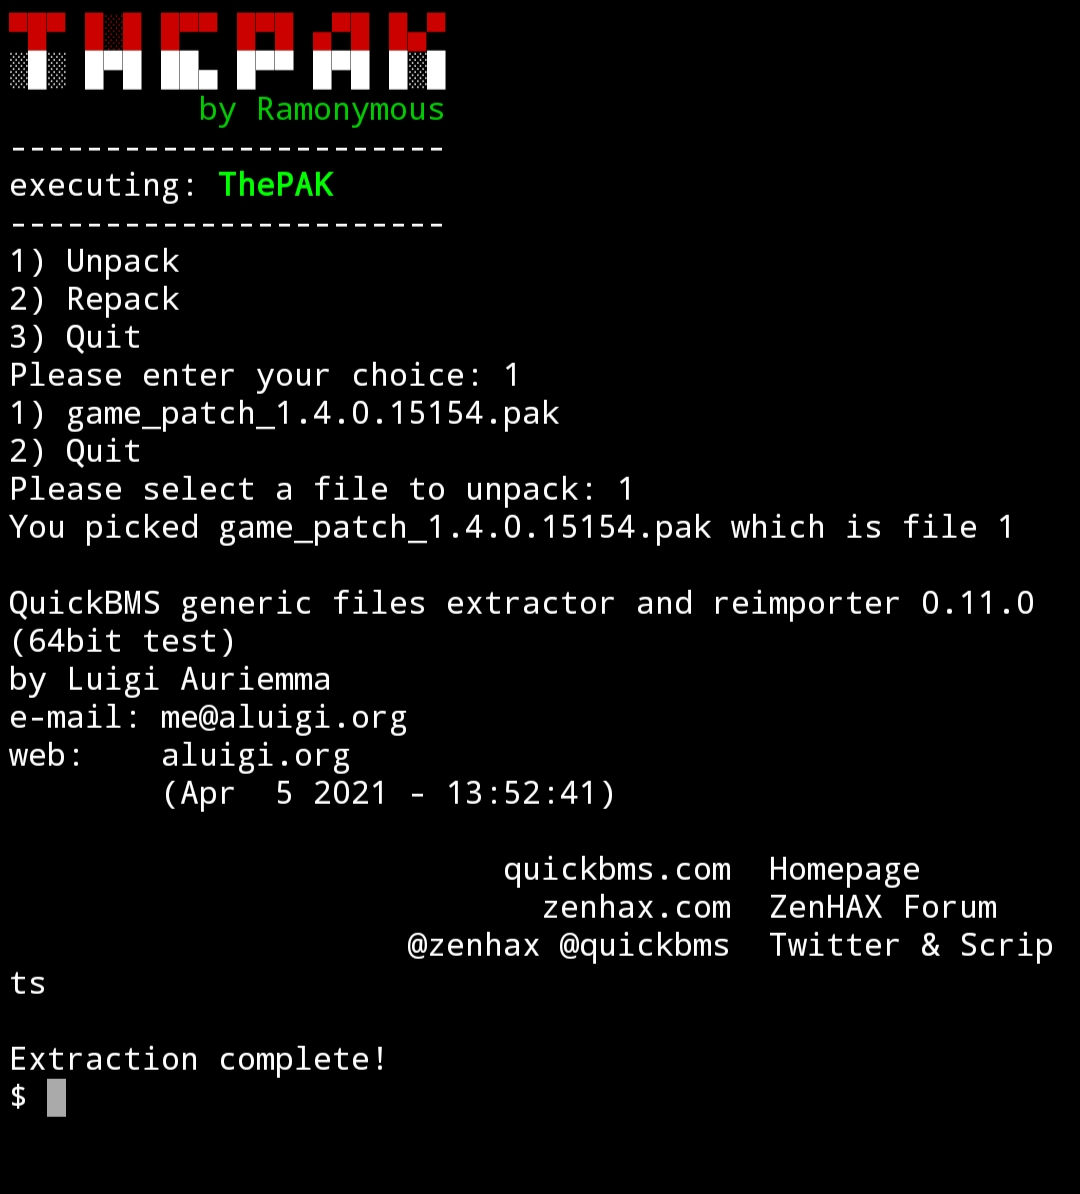 THEPAK
by Ramonymous
-----------------------
executing: ThePAK
-----------------------
1) Unpack
2) Repack
3) Quit
Please enter your choice: 1
1) game_patch_1.4.0.15154.pak
2) Quit
Please select a file to unpack: 1
You picked game_patch_1.4.0.15154.pak which is file 1
QuickBMS generic files extractor and reimporter 0.11.0
(64bit test)
by Luigi Auriemma
e-mail: me@aluigi.org
web:    aluigi.org
        (Apr  5 2021 - 13:52:41)
quickbms.com  Homepage
zenhax.com  ZenHAX Forum
@zenhax @quickbms  Twitter & Scrip
ts
Extraction complete!
$